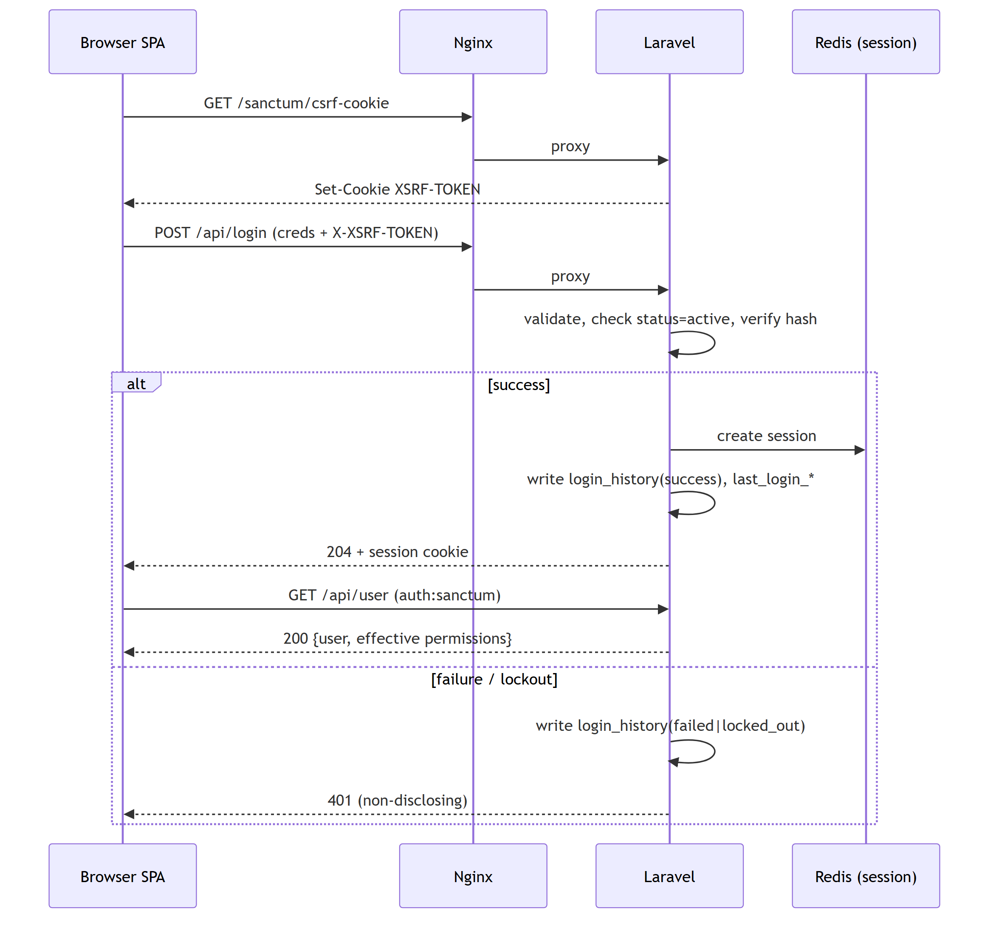 Browser SPA
Nginx
Laravel
Redis (session)
GET /sanctum/csrf-cookie
proxy
Set-Cookie XSRF-TOKEN
POST /api/login (creds + X-XSRF-TOKEN)
proxy
validate, check status=active, verify hash
alt
[success]
create session
write login_history(success), last_login_*
204 + session cookie
GET /api/user (auth:sanctum)
200 {user, effective permissions}
[failure / lockout]
write login_history(failed|locked_out)
401 (non-disclosing)
Browser SPA
Nginx
Laravel
Redis (session)